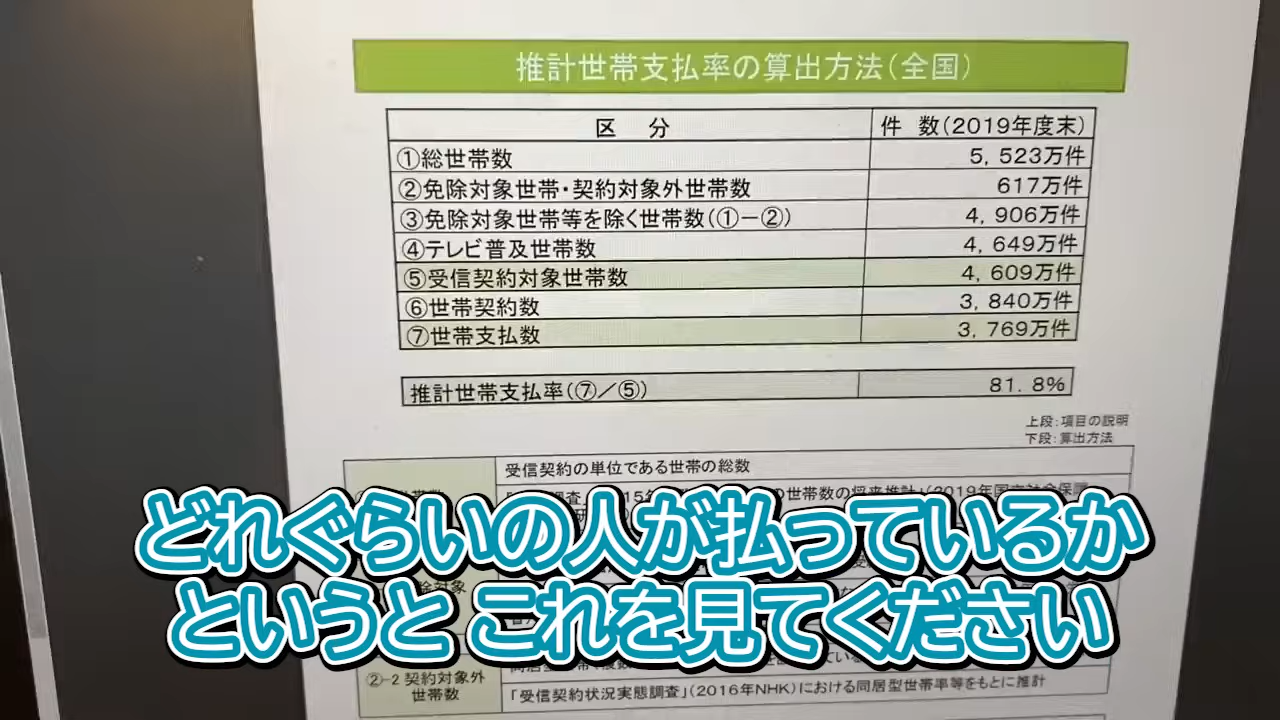 推計世帯支払率の算出方法(全国)
区 分 件 数(2019年度末)
①総世帯数 5,523万件
②免除対象世帯・契約対象外世帯数 617万件
③免除対象世帯等を除く世帯数(①-②) 4,906万件
④テレビ普及世帯数 4,649万件
⑤受信契約対象世帯数 4,609万件
⑥世帯契約数 3,840万件
⑦世帯支払数 3,769万件
推計世帯支払率(⑦/⑤) 81.8%
上段:項目の説明
下段:算出方法
受信契約の単位である世帯の総数
どれぐらいの人が払っているか
というと これを見てください
②-2 契約対象外
世帯数
「受信契約状況実態調査」(2016年NHK)における同居型世帯率等をもとに推計